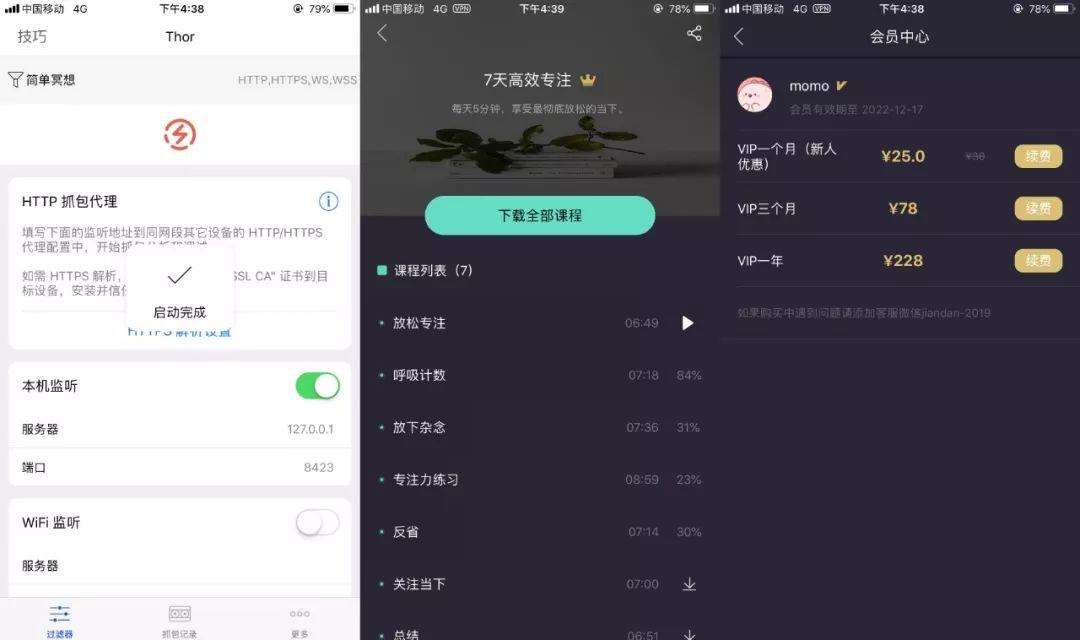 中国移动 4G 下午4:38 79%
技巧 Thor
简单冥想 HTTP,HTTPS,WS,WSS
HTTP 抓包代理
填写下面的监听地址到同网段其它设备的 HTTP/HTTPS
代理配置中，开始抓包分析和调试
如需 HTTPS 解析， SSL CA" 证书到目
标设备，安装并信任
启动完成
HTTPS 解析设置
本机监听
服务器 127.0.0.1
端口 8423
WiFi 监听
服务器
过滤器 抓包记录 更多
中国移动 4G VPN 下午4:39 78%
7天高效专注
每天5分钟，享受最彻底放松的当下。
下载全部课程
课程列表（7）
放松专注 06:49
呼吸计数 07:18 84%
放下杂念 07:36 31%
专注力练习 08:59 23%
反省 07:14 30%
关注当下 07:00
总结 06:51
中国移动 4G VPN 下午4:38 78%
会员中心
momo
会员有效期至 2022-12-17
VIP一个月（新人
优惠） ¥25.0 ¥30 续费
VIP三个月 ¥78 续费
VIP一年 ¥228 续费
如果购买中遇到问题请添加客服微信jiandan-2019